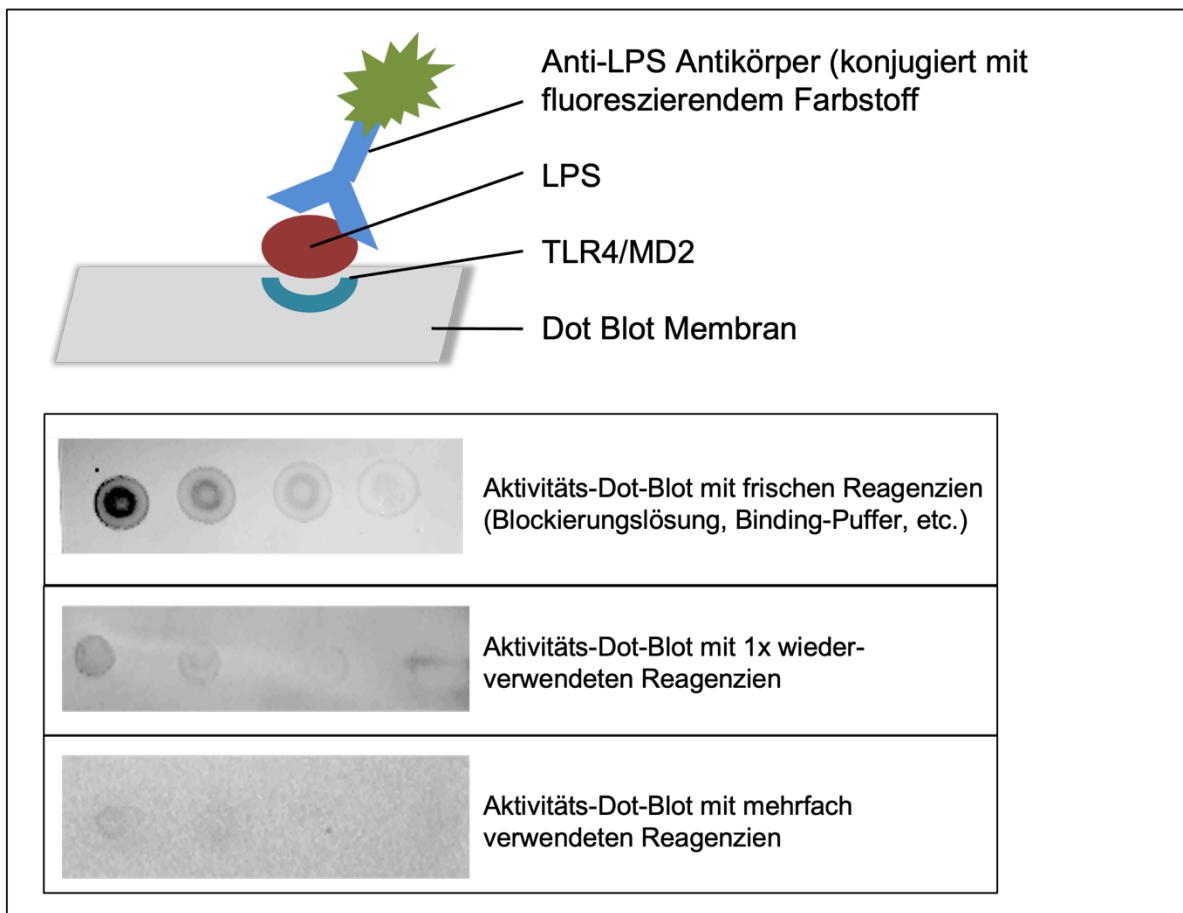 Anti-LPS Antikörper (konjugiert mit
fluoreszierendem Farbstoff
LPS
TLR4/MD2
Dot Blot Membran
Aktivitäts-Dot-Blot mit frischen Reagenzien
(Blockierungslösung, Binding-Puffer, etc.)
Aktivitäts-Dot-Blot mit 1x wieder-
verwendeten Reagenzien
Aktivitäts-Dot-Blot mit mehrfach
verwendeten Reagenzien